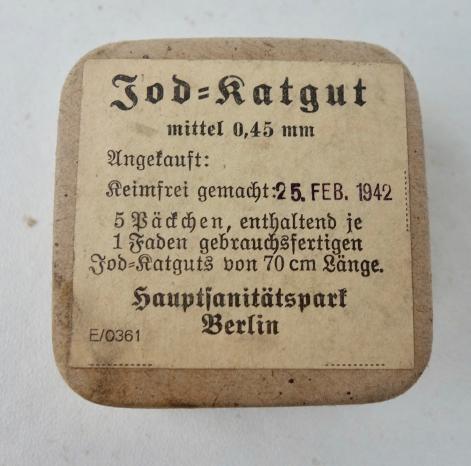 Jod-Katgut
mittel 0,45 mm
Angekauft:
Keimfrei gemacht: 25. FEB. 1942
5 Päckchen, enthaltend je
1 Faden gebrauchsfertigen
Jod-Katguts von 70 cm Länge.
Hauptsanitätspark
Berlin
E/0361